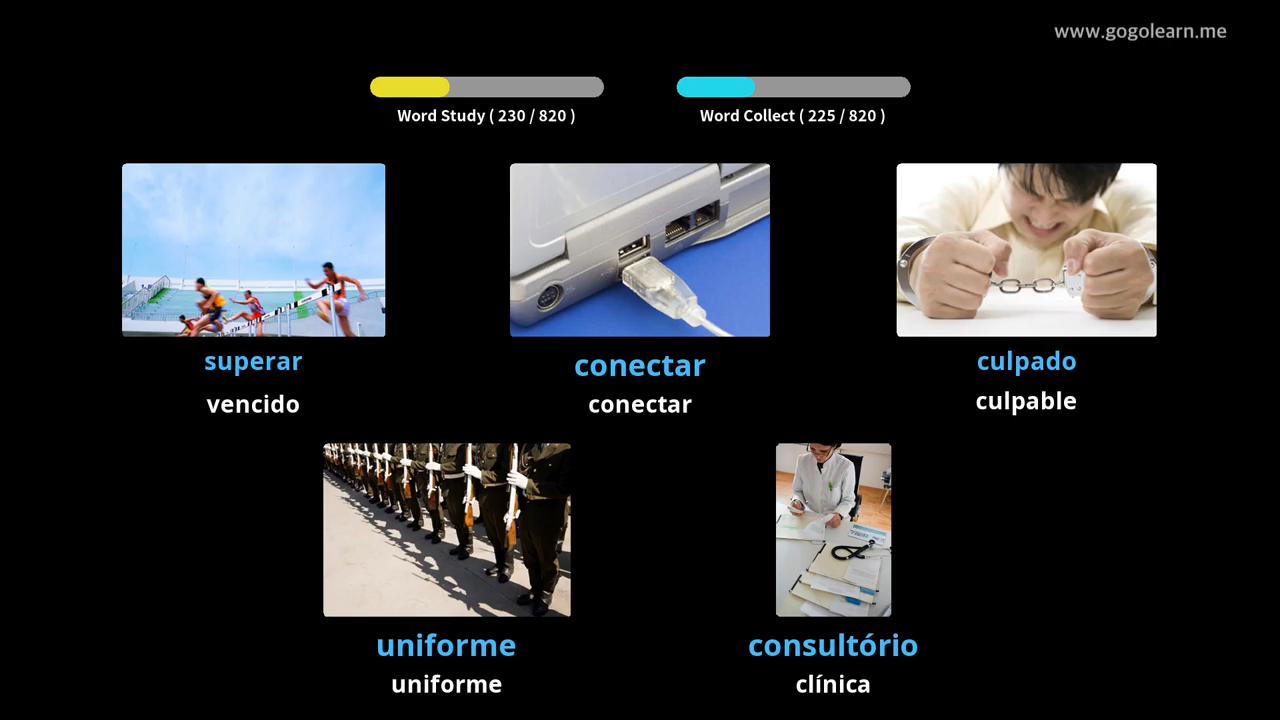 www.gogolearn.me
Word Study ( 230 / 820 )
Word Collect ( 225 / 820 )
superar
vencido
conectar
conectar
culpado
culpable
uniforme
uniforme
consultório
clínica